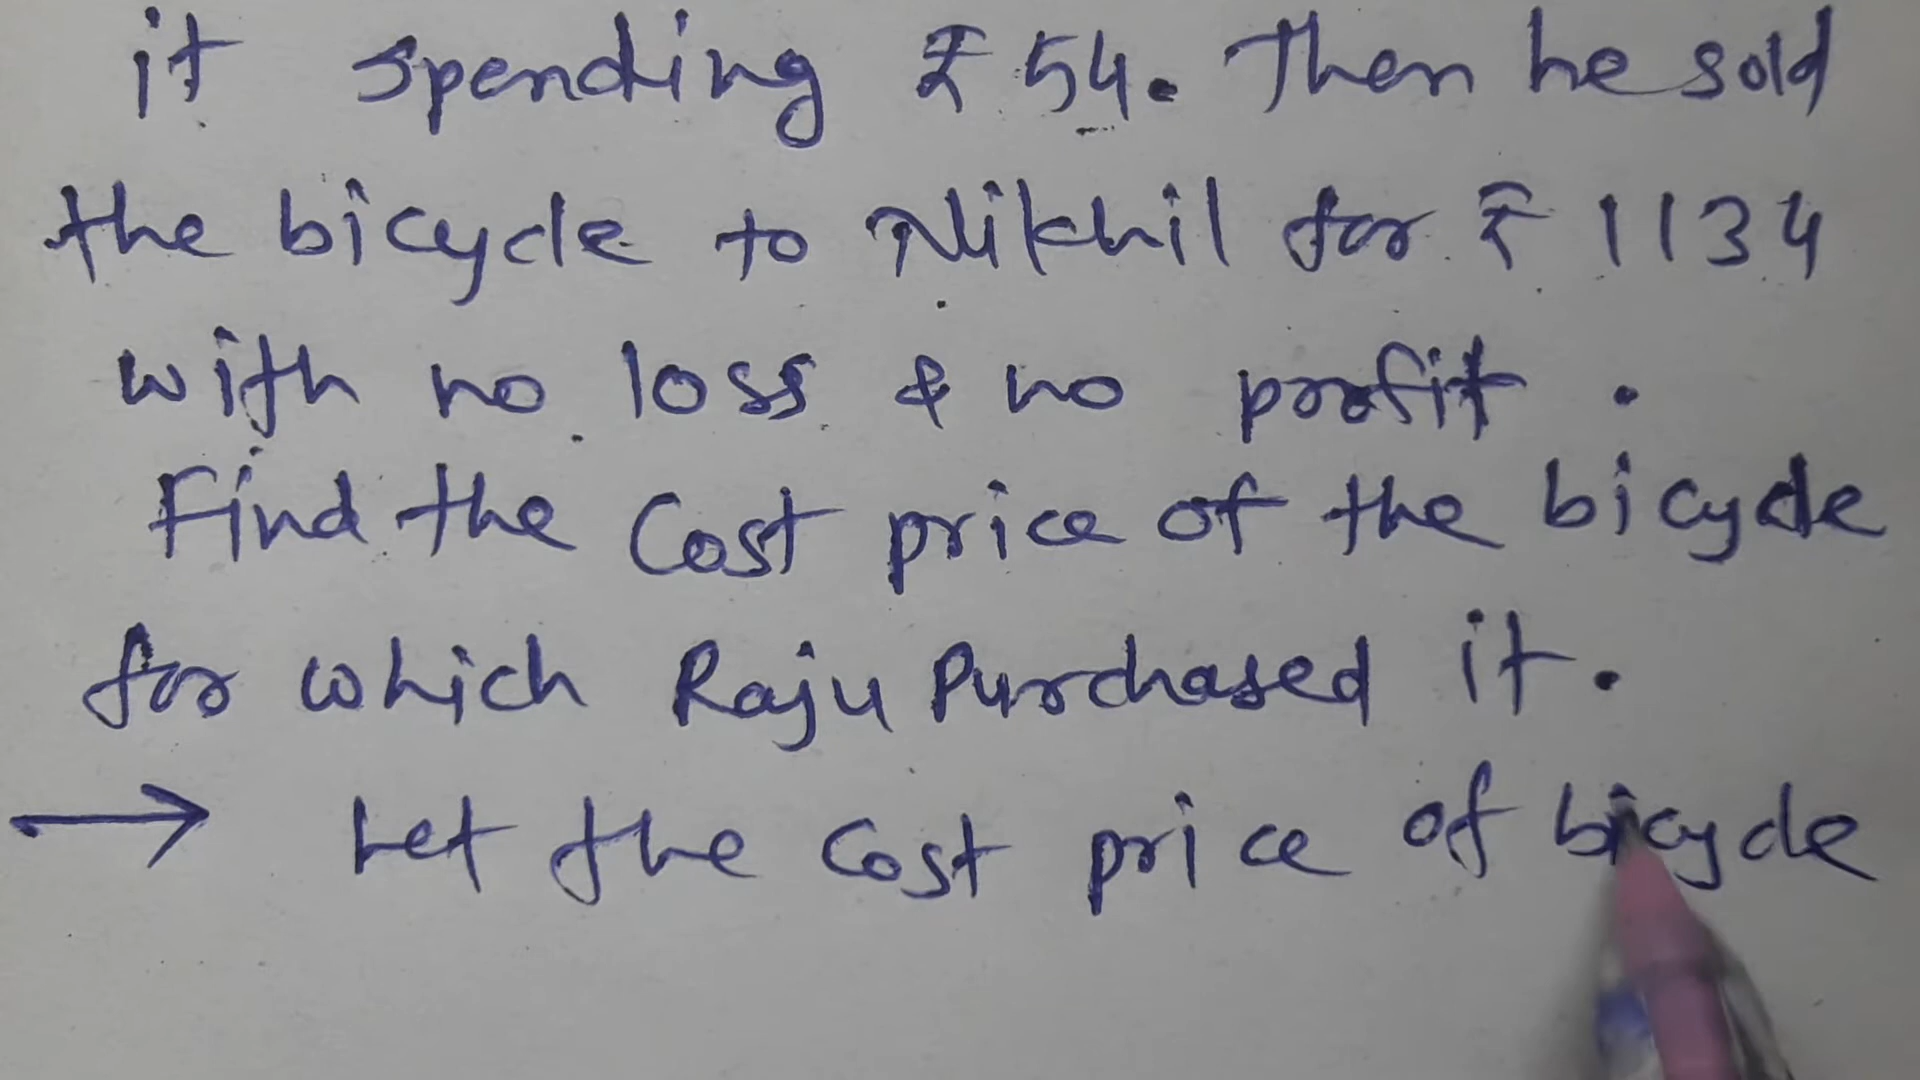 it spending ₹ 54. Then he sold
the bicycle to Nikhil for ₹ 1134
with no loss & no profit.
Find the Cost price of the bicycle
for which Raju Purchased it.
→ Let the Cost price of bicycle